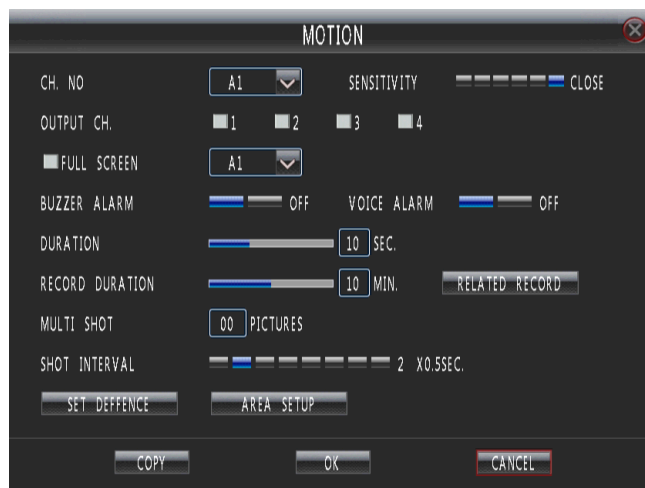 MOTION
CH. NO A1 SENSITIVITY CLOSE
OUTPUT CH. 1 2 3 4
FULL SCREEN A1
BUZZER ALARM OFF VOICE ALARM OFF
DURATION 10 SEC.
RECORD DURATION 10 MIN. RELATED RECORD
MULTI SHOT 00 PICTURES
SHOT INTERVAL 2 X0.5SEC.
SET DEFFENCE AREA SETUP
COPY OK CANCEL